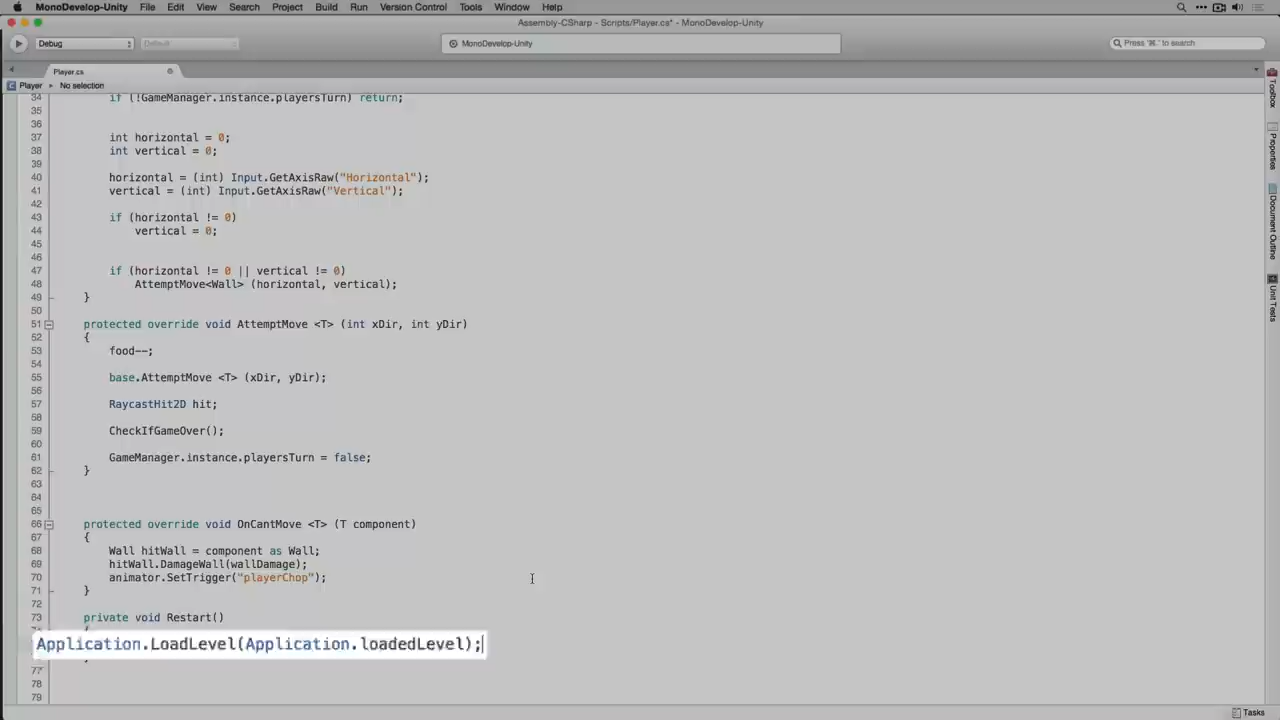 MonoDevelop-Unity File Edit View Search Project Build Run Version Control Tools Window Help
Assembly-CSharp – Scripts/Player.cs* – MonoDevelop-Unity
Debug Default MonoDevelop-Unity Press '⌘.' to search
Player.cs
Player ▸ No selection
34 if (!GameManager.instance.playersTurn) return;
35
36
37 int horizontal = 0;
38 int vertical = 0;
39
40 horizontal = (int) Input.GetAxisRaw("Horizontal");
41 vertical = (int) Input.GetAxisRaw("Vertical");
42
43 if (horizontal != 0)
44 vertical = 0;
45
46
47 if (horizontal != 0 || vertical != 0)
48 AttemptMove<Wall> (horizontal, vertical);
49 }
50
51 protected override void AttemptMove <T> (int xDir, int yDir)
52 {
53 food--;
54
55 base.AttemptMove <T> (xDir, yDir);
56
57 RaycastHit2D hit;
58
59 CheckIfGameOver();
60
61 GameManager.instance.playersTurn = false;
62 }
63
64
65
66 protected override void OnCantMove <T> (T component)
67 {
68 Wall hitWall = component as Wall;
69 hitWall.DamageWall(wallDamage);
70 animator.SetTrigger("playerChop");
71 }
72
73 private void Restart()
Application.LoadLevel(Application.loadedLevel);
77
78
79
Toolbox
Properties
Document Outline
Unit Tests
Tasks